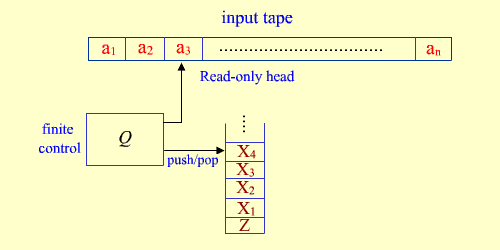 input tape
a1 a2 a3 ................................. an
Read-only head
finite
control
Q
push/pop
X4
X3
X2
X1
Z